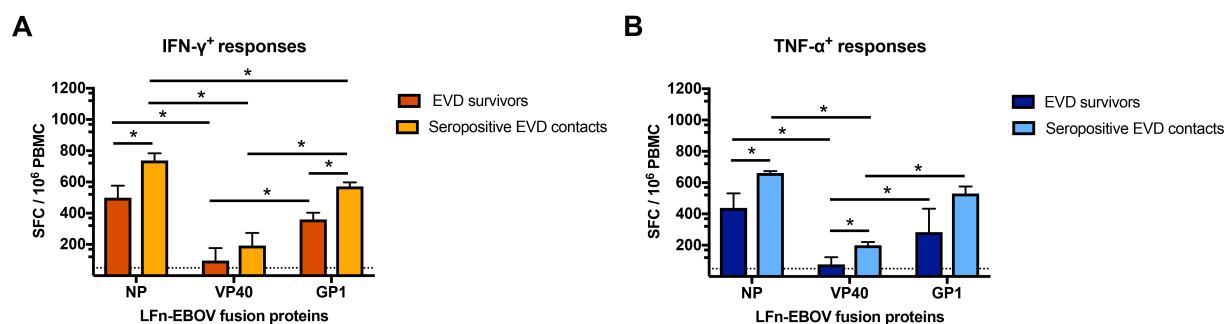 A
IFN-γ⁺ responses
SFC / 10⁶ PBMC
1200
1000
800
600
400
200
*
*
*
*
*
*
*
NP
VP40
GP1
LFn-EBOV fusion proteins
EVD survivors
Seropositive EVD contacts
B
TNF-α⁺ responses
SFC / 10⁶ PBMC
1200
1000
800
600
400
200
*
*
*
*
*
*
NP
VP40
GP1
LFn-EBOV fusion proteins
EVD survivors
Seropositive EVD contacts